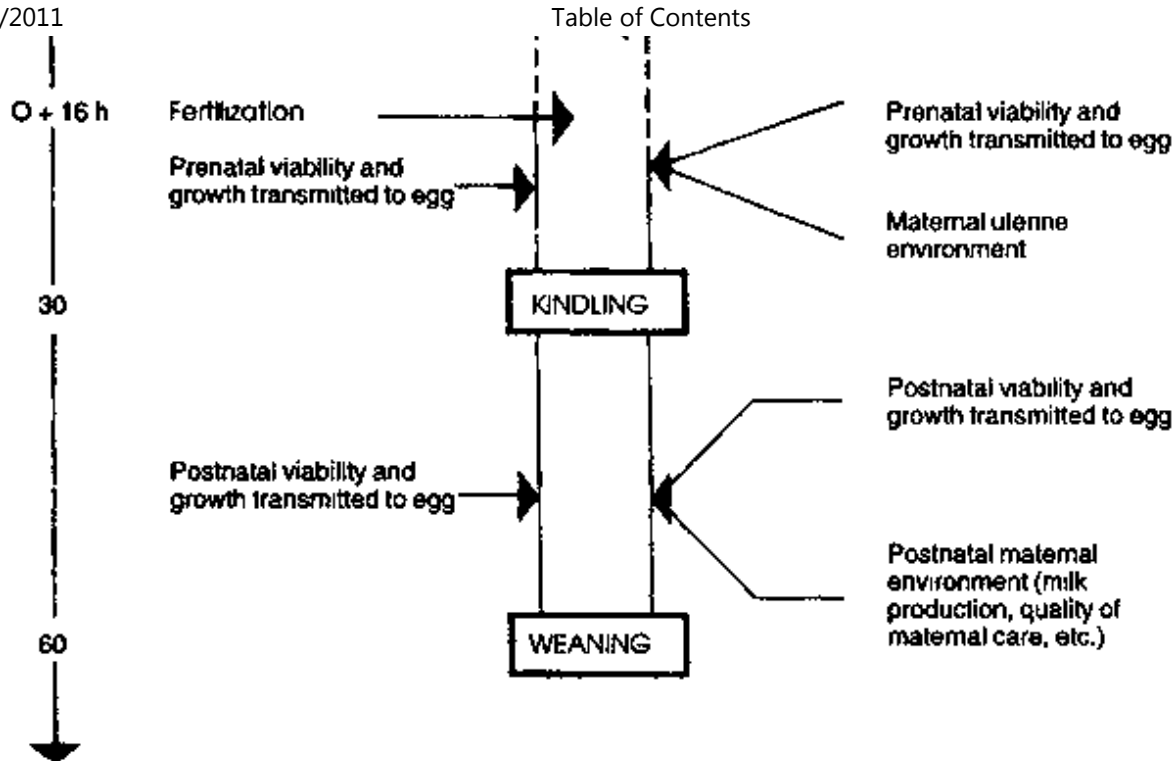 /2011
Table of Contents
O + 16 h
Fertilization
Prenatal viability and
growth transmitted to egg
Prenatal viability and
growth transmitted to egg
Maternal uterine
environment
30
KINDLING
Postnatal viability and
growth transmitted to egg
Postnatal viability and
growth transmitted to egg
Postnatal maternal
environment (milk
production, quality of
maternal care, etc.)
60
WEANING